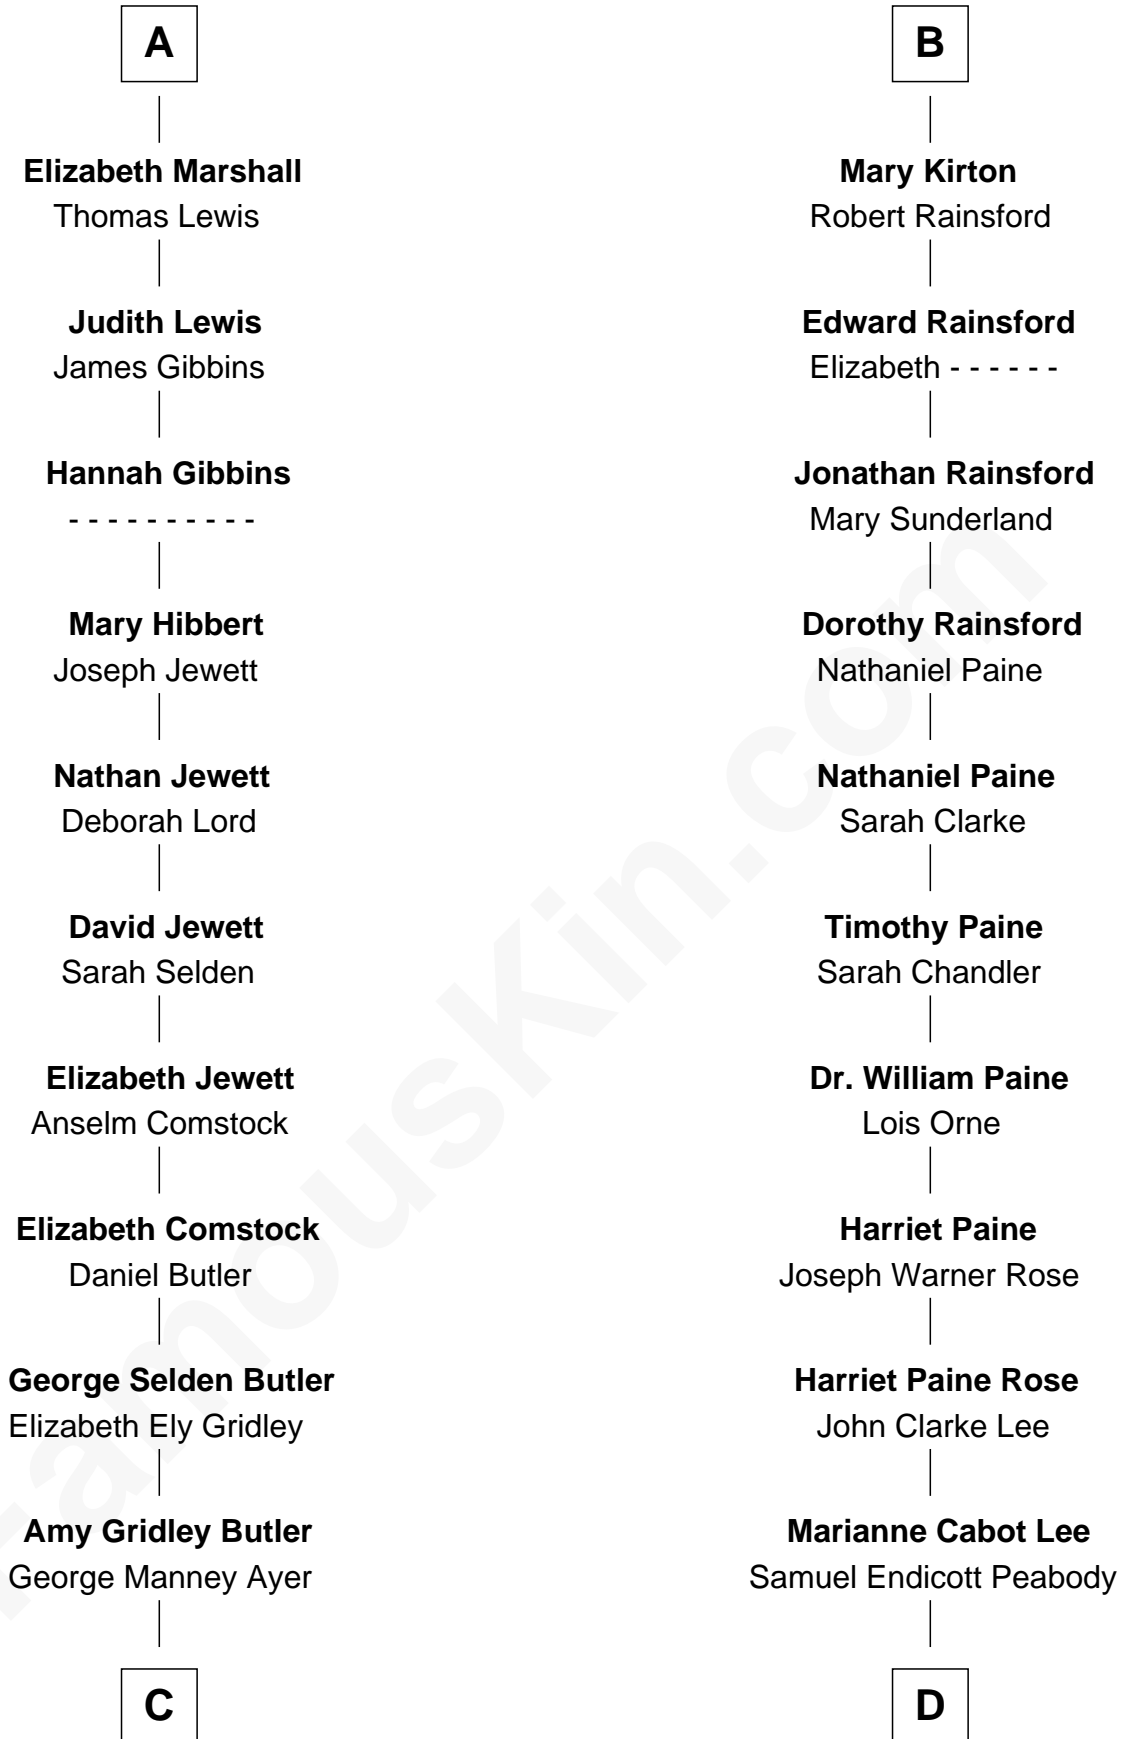 A
Elizabeth Marshall
Thomas Lewis
Judith Lewis
James Gibbins
Hannah Gibbins
- - - - - - - - - -
Mary Hibbert
Joseph Jewett
Nathan Jewett
Deborah Lord
David Jewett
Sarah Selden
Elizabeth Jewett
Anselm Comstock
Elizabeth Comstock
Daniel Butler
George Selden Butler
Elizabeth Ely Gridley
Amy Gridley Butler
George Manney Ayer
C
B
Mary Kirton
Robert Rainsford
Edward Rainsford
Elizabeth - - - - - -
Jonathan Rainsford
Mary Sunderland
Dorothy Rainsford
Nathaniel Paine
Nathaniel Paine
Sarah Clarke
Timothy Paine
Sarah Chandler
Dr. William Paine
Lois Orne
Harriet Paine
Joseph Warner Rose
Harriet Paine Rose
John Clarke Lee
Marianne Cabot Lee
Samuel Endicott Peabody
D
FamousKin.com